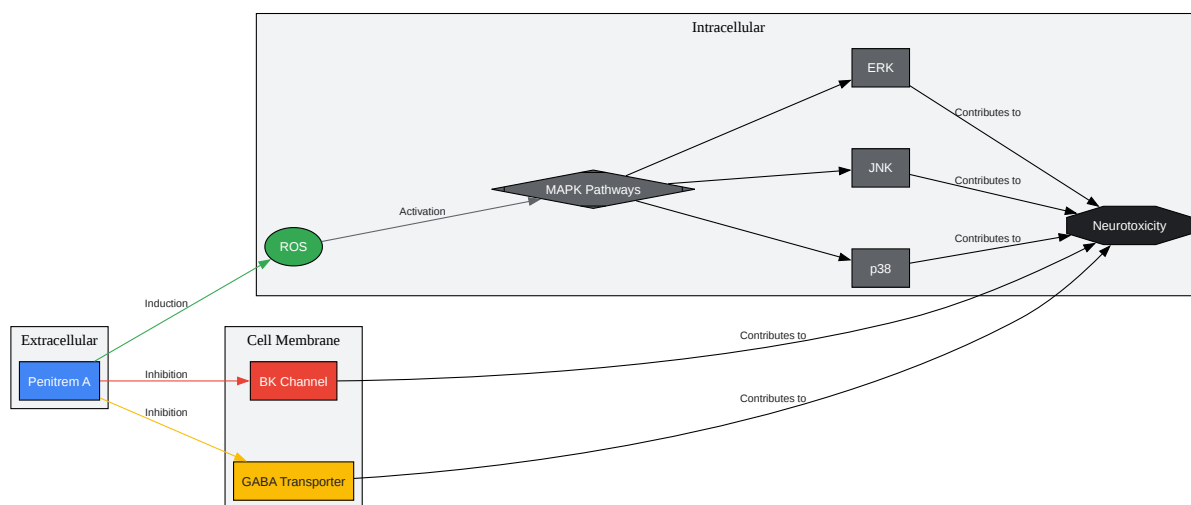 Intracellular
ERK
Contributes to
JNK
MAPK Pathways
Contributes to
Activation
Neurotoxicity
Contributes to
ROS
p38
Induction
Extracellular
Cell Membrane
Contributes to
Inhibition
Penitrem A
BK Channel
Contributes to
Inhibition
GABA Transporter